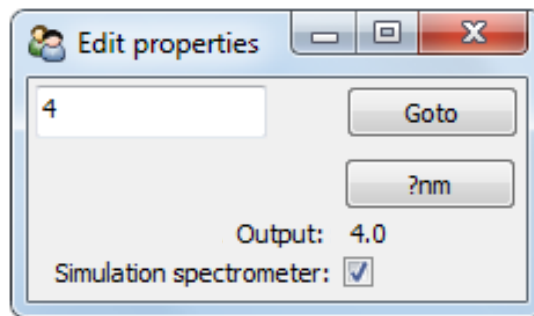 Edit properties
4
Goto
?nm
Output: 4.0
Simulation spectrometer: